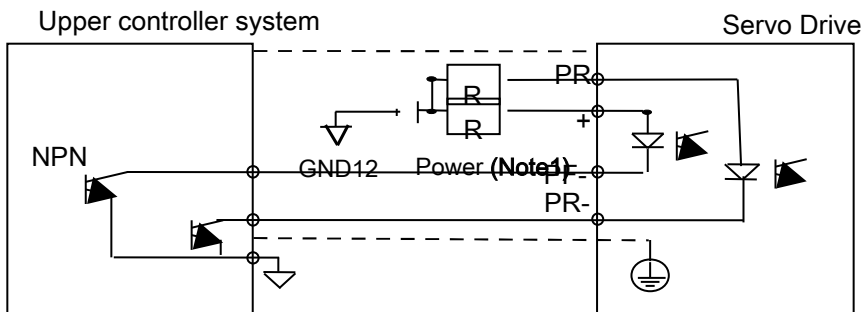 Upper controller system
Servo Drive
PR
R
+
R
NPN
GND12 Power (Note1)
PR-